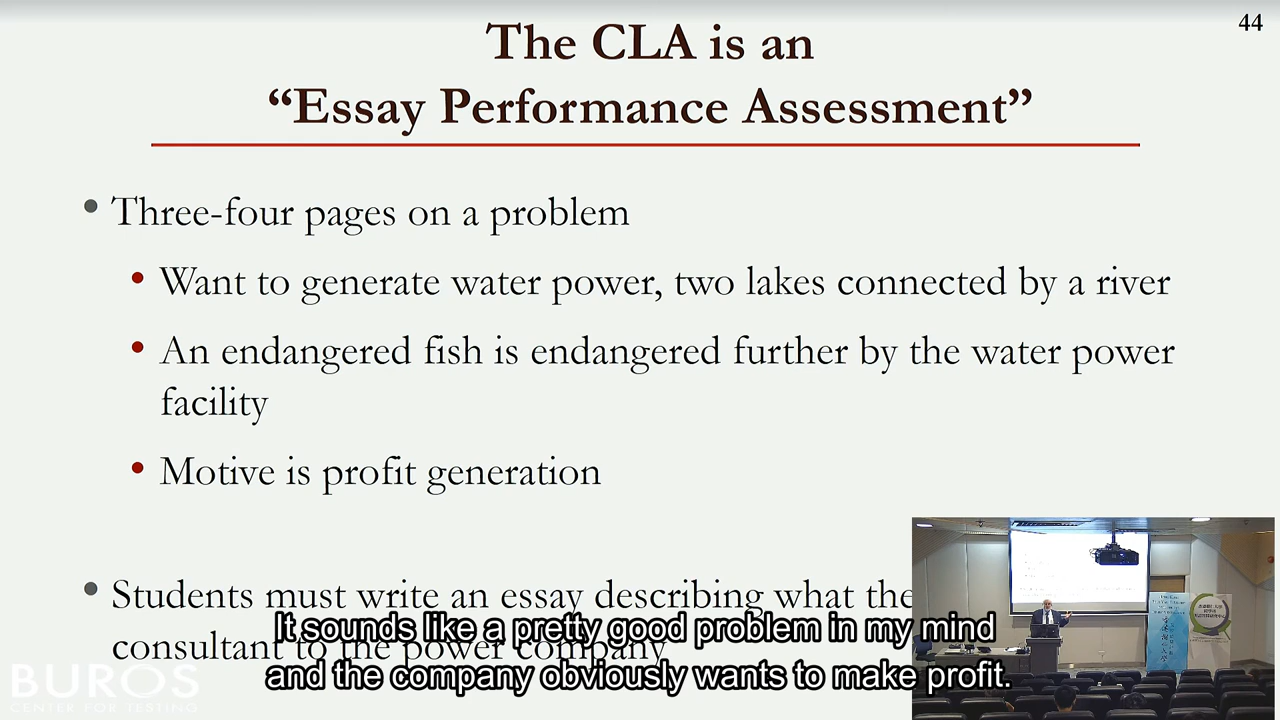 44
The CLA is an
“Essay Performance Assessment”
• Three-four pages on a problem
• Want to generate water power, two lakes connected by a river
• An endangered fish is endangered further by the water power
facility
• Motive is profit generation
• Students must write an essay describing what the
consultant to the power company
It sounds like a pretty good problem in my mind
and the company obviously wants to make profit.
BUROS
CENTER FOR TESTING